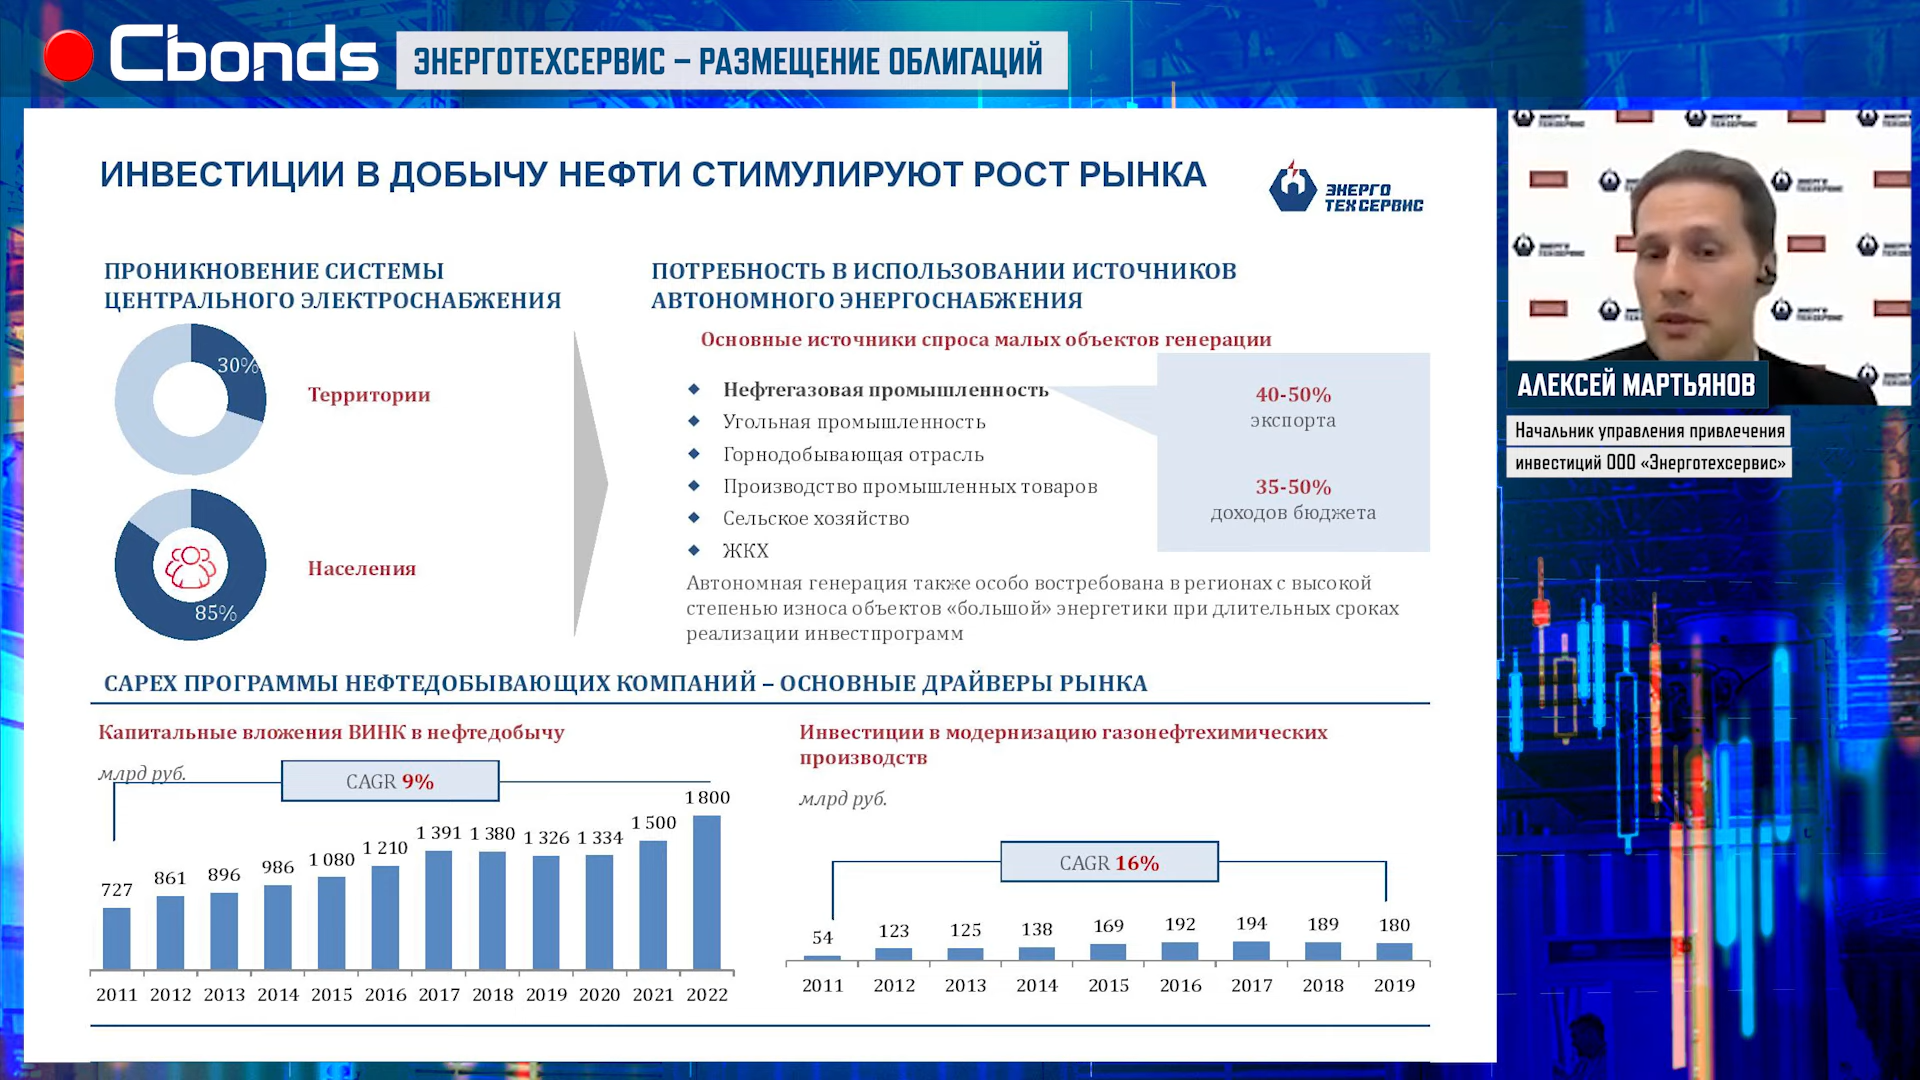 Cbonds
ЭНЕРГОТЕХСЕРВИС – РАЗМЕЩЕНИЕ ОБЛИГАЦИЙ
ИНВЕСТИЦИИ В ДОБЫЧУ НЕФТИ СТИМУЛИРУЮТ РОСТ РЫНКА
ЭНЕРГО
ТЕХСЕРВИС
ПРОНИКНОВЕНИЕ СИСТЕМЫ
ЦЕНТРАЛЬНОГО ЭЛЕКТРОСНАБЖЕНИЯ
30%
Территории
85%
Населения
ПОТРЕБНОСТЬ В ИСПОЛЬЗОВАНИИ ИСТОЧНИКОВ
АВТОНОМНОГО ЭНЕРГОСНАБЖЕНИЯ
Основные источники спроса малых объектов генерации
Нефтегазовая промышленность
Угольная промышленность
Горнодобывающая отрасль
Производство промышленных товаров
Сельское хозяйство
ЖКХ
40-50%
экспорта
35-50%
доходов бюджета
Автономная генерация также особо востребована в регионах с высокой
степенью износа объектов «большой» энергетики при длительных сроках
реализации инвестпрограмм
CAPEX ПРОГРАММЫ НЕФТЕДОБЫВАЮЩИХ КОМПАНИЙ – ОСНОВНЫЕ ДРАЙВЕРЫ РЫНКА
Капитальные вложения ВИНК в нефтедобычу
млрд руб.
CAGR 9%
727 861 896 986 1 080 1 210 1 391 1 380 1 326 1 334 1 500 1 800
2011 2012 2013 2014 2015 2016 2017 2018 2019 2020 2021 2022
Инвестиции в модернизацию газонефтехимических
производств
млрд руб.
CAGR 16%
54 123 125 138 169 192 194 189 180
2011 2012 2013 2014 2015 2016 2017 2018 2019
АЛЕКСЕЙ МАРТЬЯНОВ
Начальник управления привлечения
инвестиций ООО «Энерготехсервис»